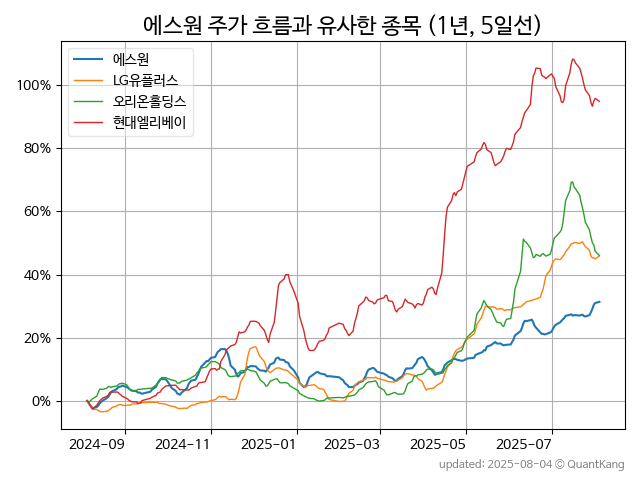 에스원 주가 흐름과 유사한 종목 (1년, 5일선)
에스원
LG유플러스
오리온홀딩스
현대엘리베이
100%
80%
60%
40%
20%
0%
2024-09
2024-11
2025-01
2025-03
2025-05
2025-07
updated: 2025-08-04 © QuantKang